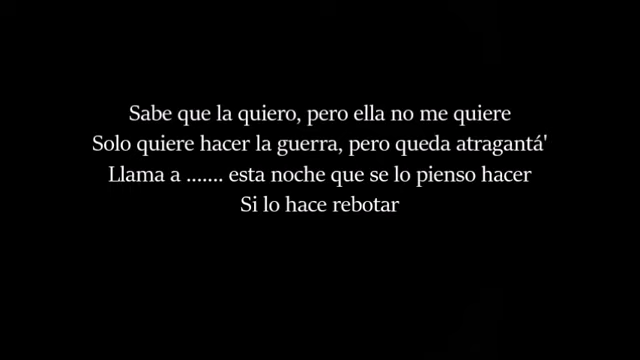 Sabe que la quiero, pero ella no me quiere
Solo quiere hacer la guerra, pero queda atragantá'
Llama a ....... esta noche que se lo pienso hacer
Si lo hace rebotar